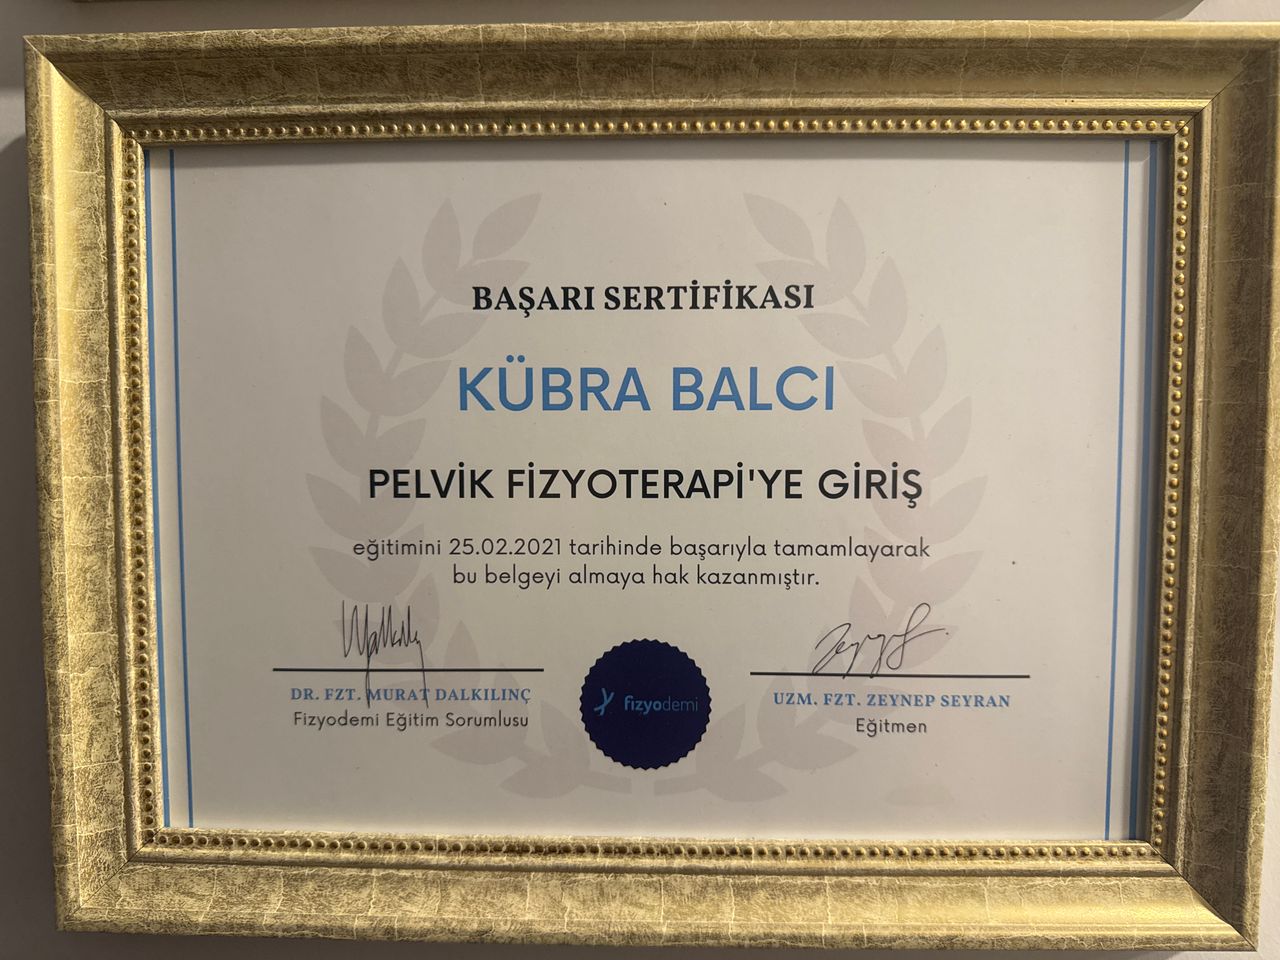 BAŞARI SERTİFİKASI
KÜBRA BALCI
PELVİK FİZYOTERAPİ'YE GİRİŞ
eğitimini 25.02.2021 tarihinde başarıyla tamamlayarak
bu belgeyi almaya hak kazanmıştır.
DR. FZT. MURAT DALKILINÇ
Fizyodemi Eğitim Sorumlusu
fizyodemi
UZM. FZT. ZEYNEP SEYRAN
Eğitmen